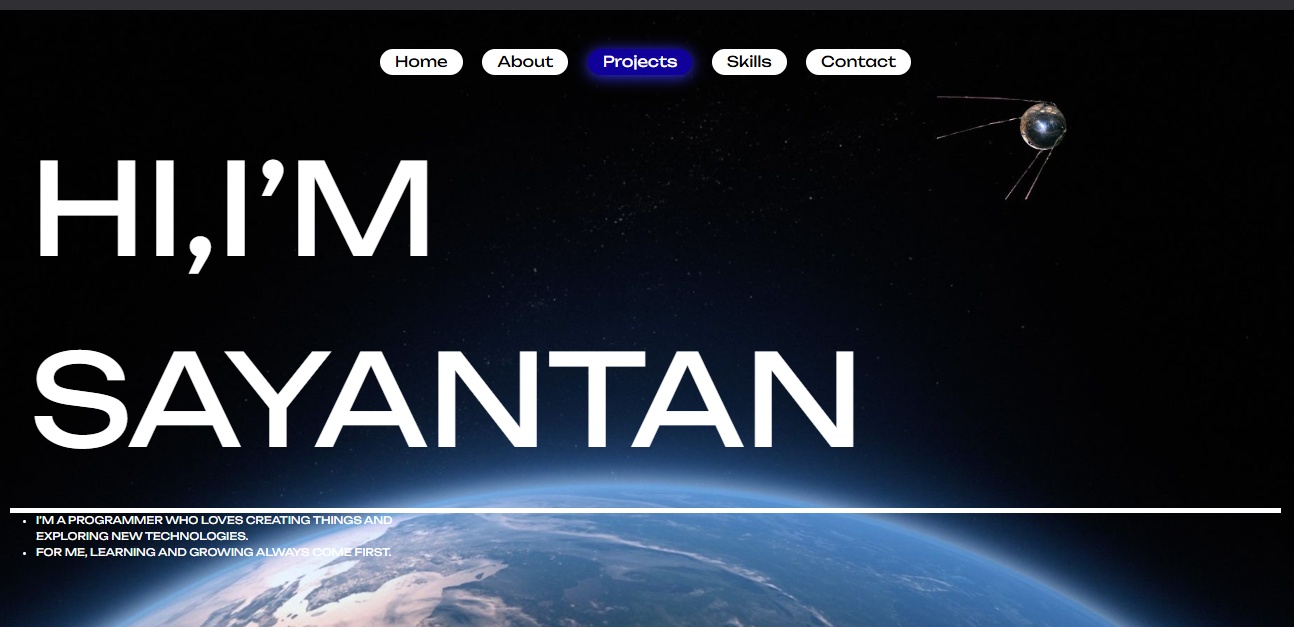 Home About Projects Skills Contact
HI,I’M
SAYANTAN
I’M A PROGRAMMER WHO LOVES CREATING THINGS AND
EXPLORING NEW TECHNOLOGIES.
FOR ME, LEARNING AND GROWING ALWAYS COME FIRST.